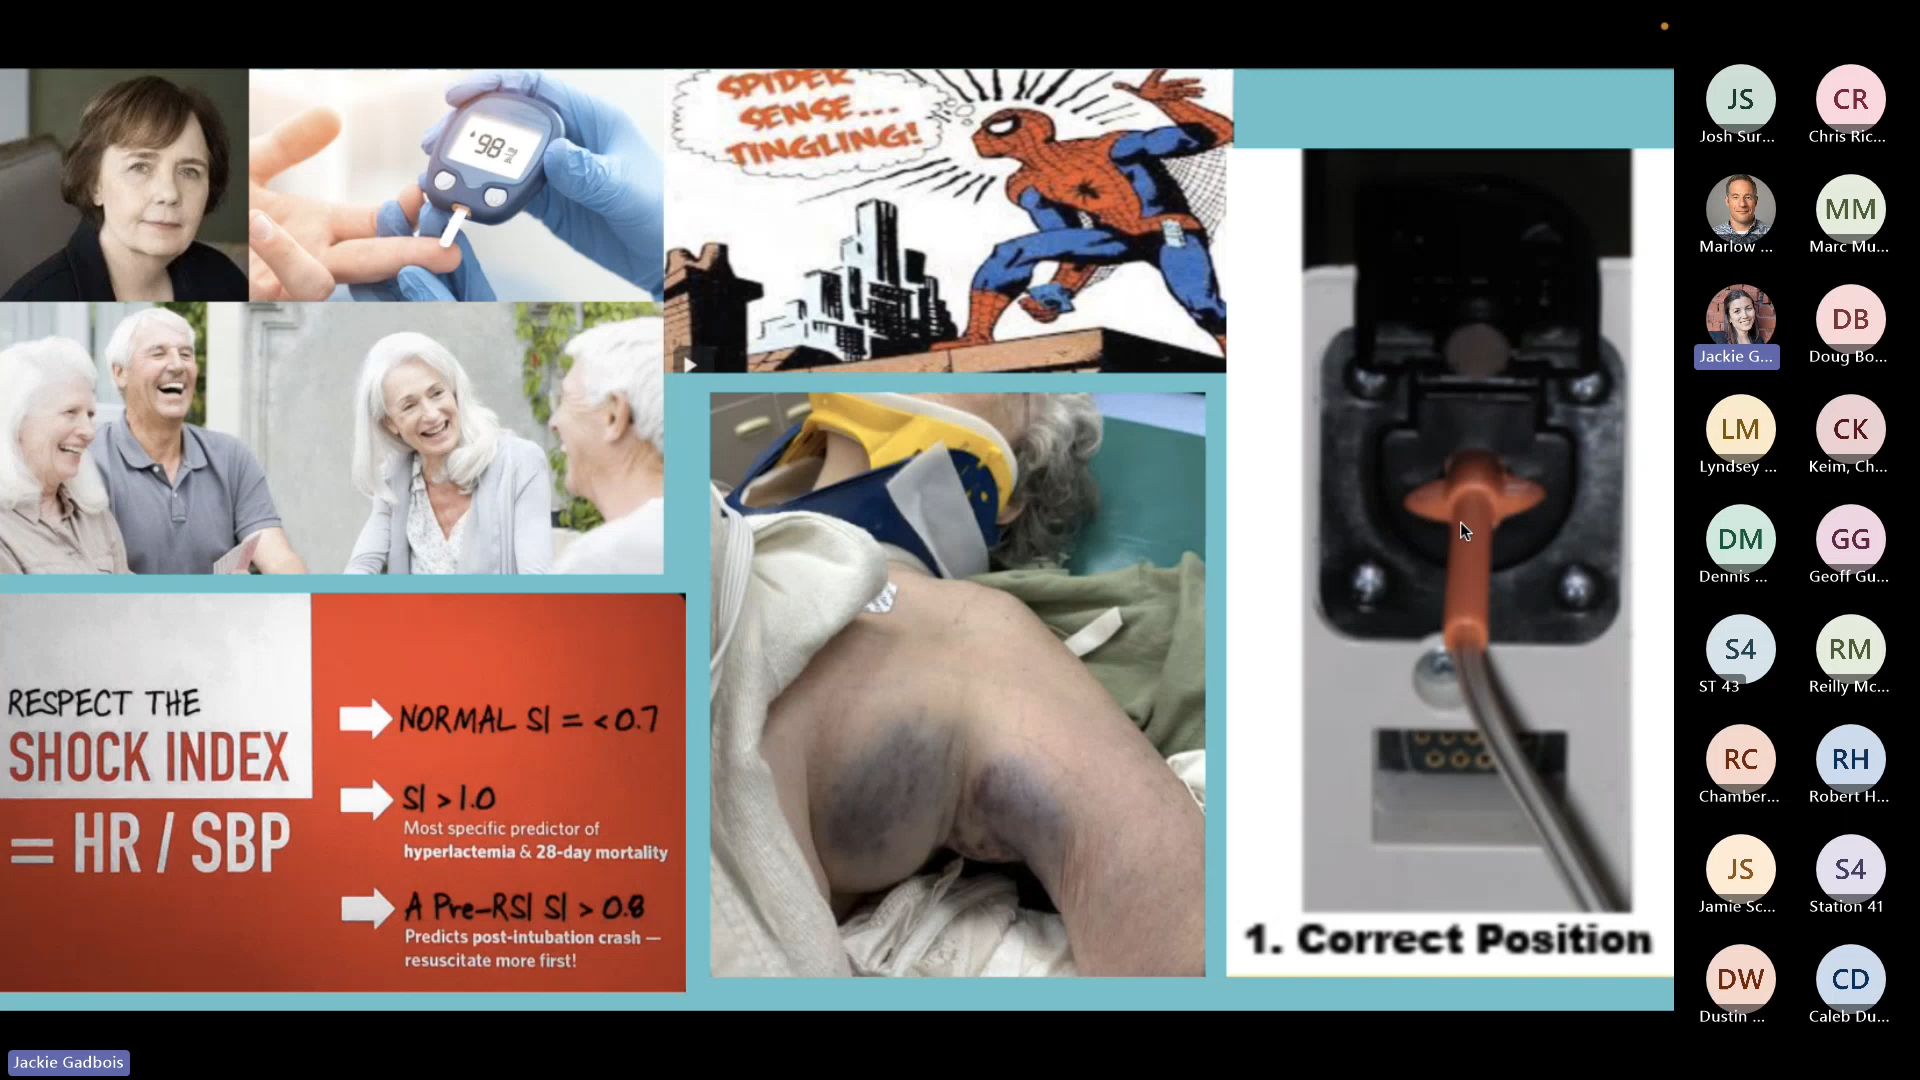 98
SPIDER
SENSE...
TINGLING!
RESPECT THE
SHOCK INDEX
= HR / SBP
NORMAL SI = < 0.7
SI > 1.0
Most specific predictor of
hyperlactemia & 28-day mortality
A Pre-RSI SI > 0.8
Predicts post-intubation crash —
resuscitate more first!
1. Correct Position
JS
Josh Sur...
CR
Chris Ric...
Marlow ...
MM
Marc Mu...
Jackie G...
DB
Doug Bo...
LM
Lyndsey ...
CK
Keim, Ch...
DM
Dennis ...
GG
Geoff Gu...
S4
ST 43
RM
Reilly Mc...
RC
Chamber...
RH
Robert H...
JS
Jamie Sc...
S4
Station 41
DW
Dustin ...
CD
Caleb Du...
Jackie Gadbois